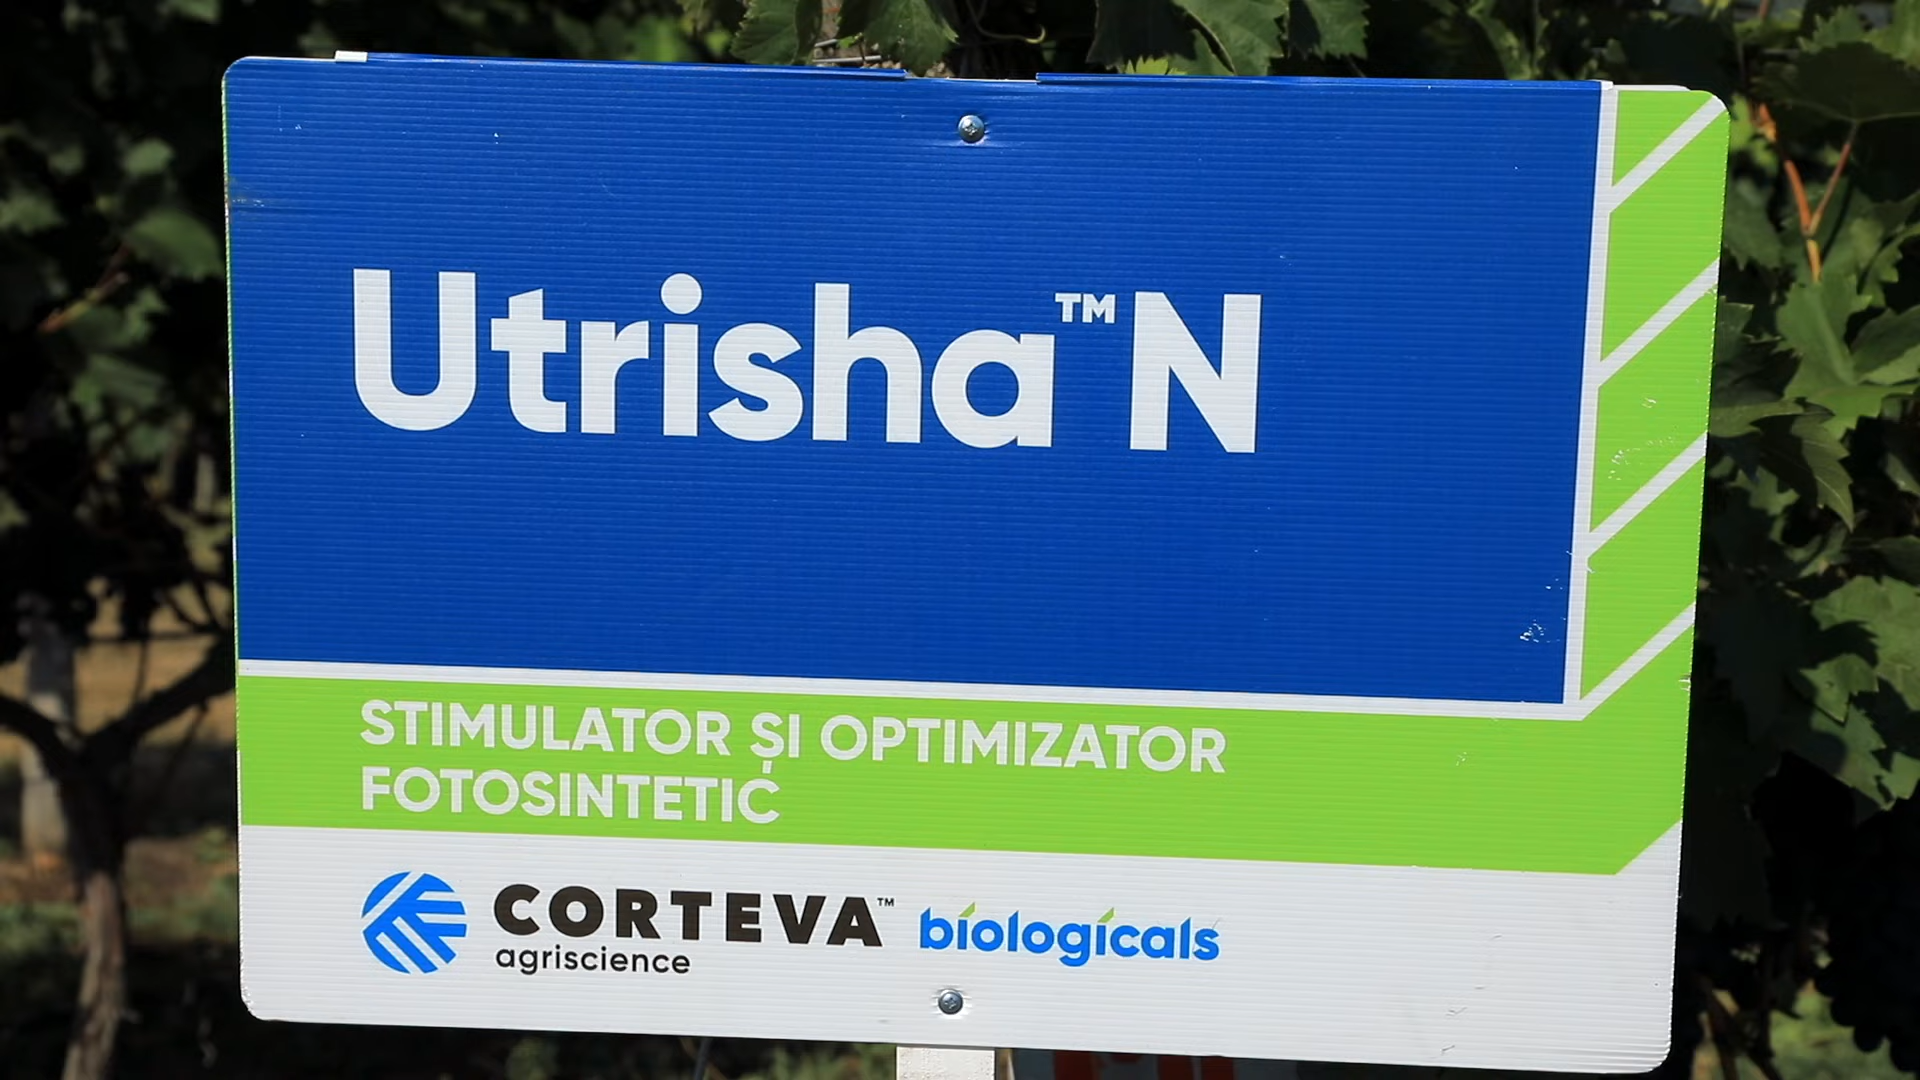 Utrisha™ N
STIMULATOR ȘI OPTIMIZATOR
FOTOSINTETIC
CORTEVA™ biologicals
agriscience